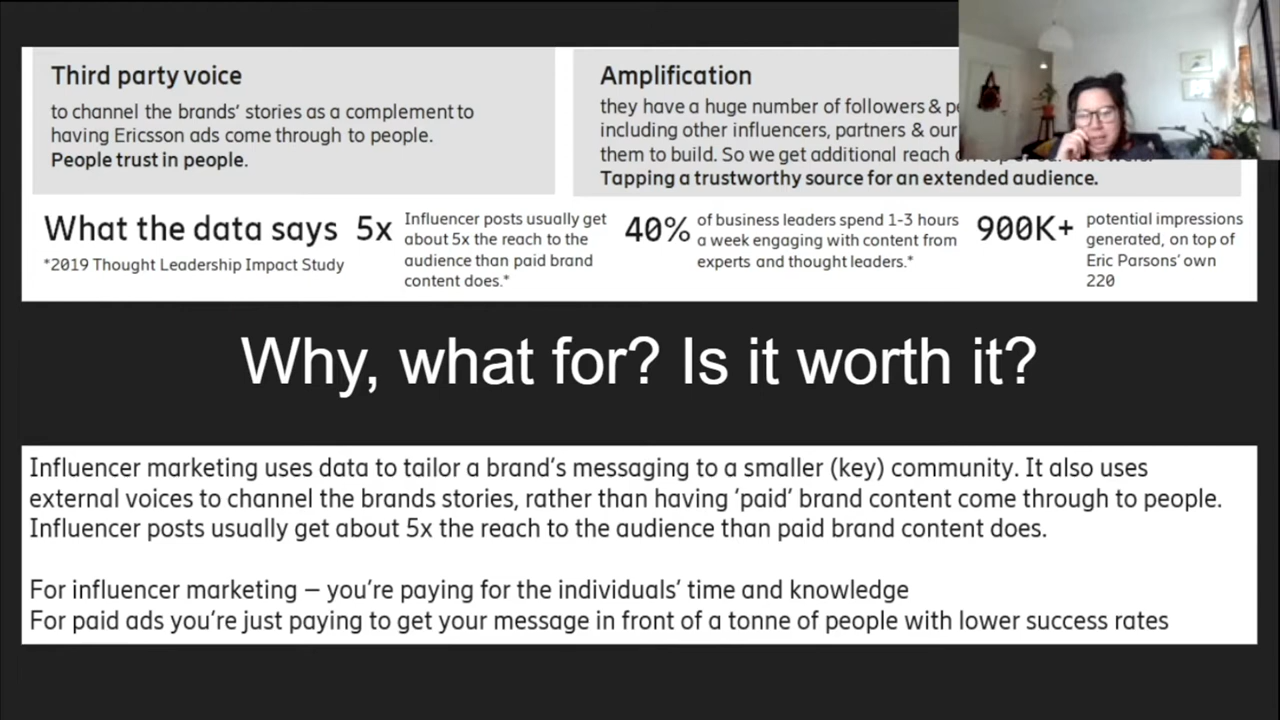 Third party voice
to channel the brands’ stories as a complement to
having Ericsson ads come through to people.
People trust in people.
Amplification
they have a huge number of followers &
including other influencers, partners & our
them to build. So we get additional reach
Tapping a trustworthy source for an extended audience.
What the data says
*2019 Thought Leadership Impact Study
5x
Influencer posts usually get
about 5x the reach to the
audience than paid brand
content does.*
40%
of business leaders spend 1-3 hours
a week engaging with content from
experts and thought leaders.*
900K+
potential impressions
generated, on top of
Eric Parsons’ own
220
Why, what for? Is it worth it?
Influencer marketing uses data to tailor a brand’s messaging to a smaller (key) community. It also uses
external voices to channel the brands stories, rather than having ‘paid’ brand content come through to people.
Influencer posts usually get about 5x the reach to the audience than paid brand content does.
For influencer marketing – you’re paying for the individuals’ time and knowledge
For paid ads you’re just paying to get your message in front of a tonne of people with lower success rates